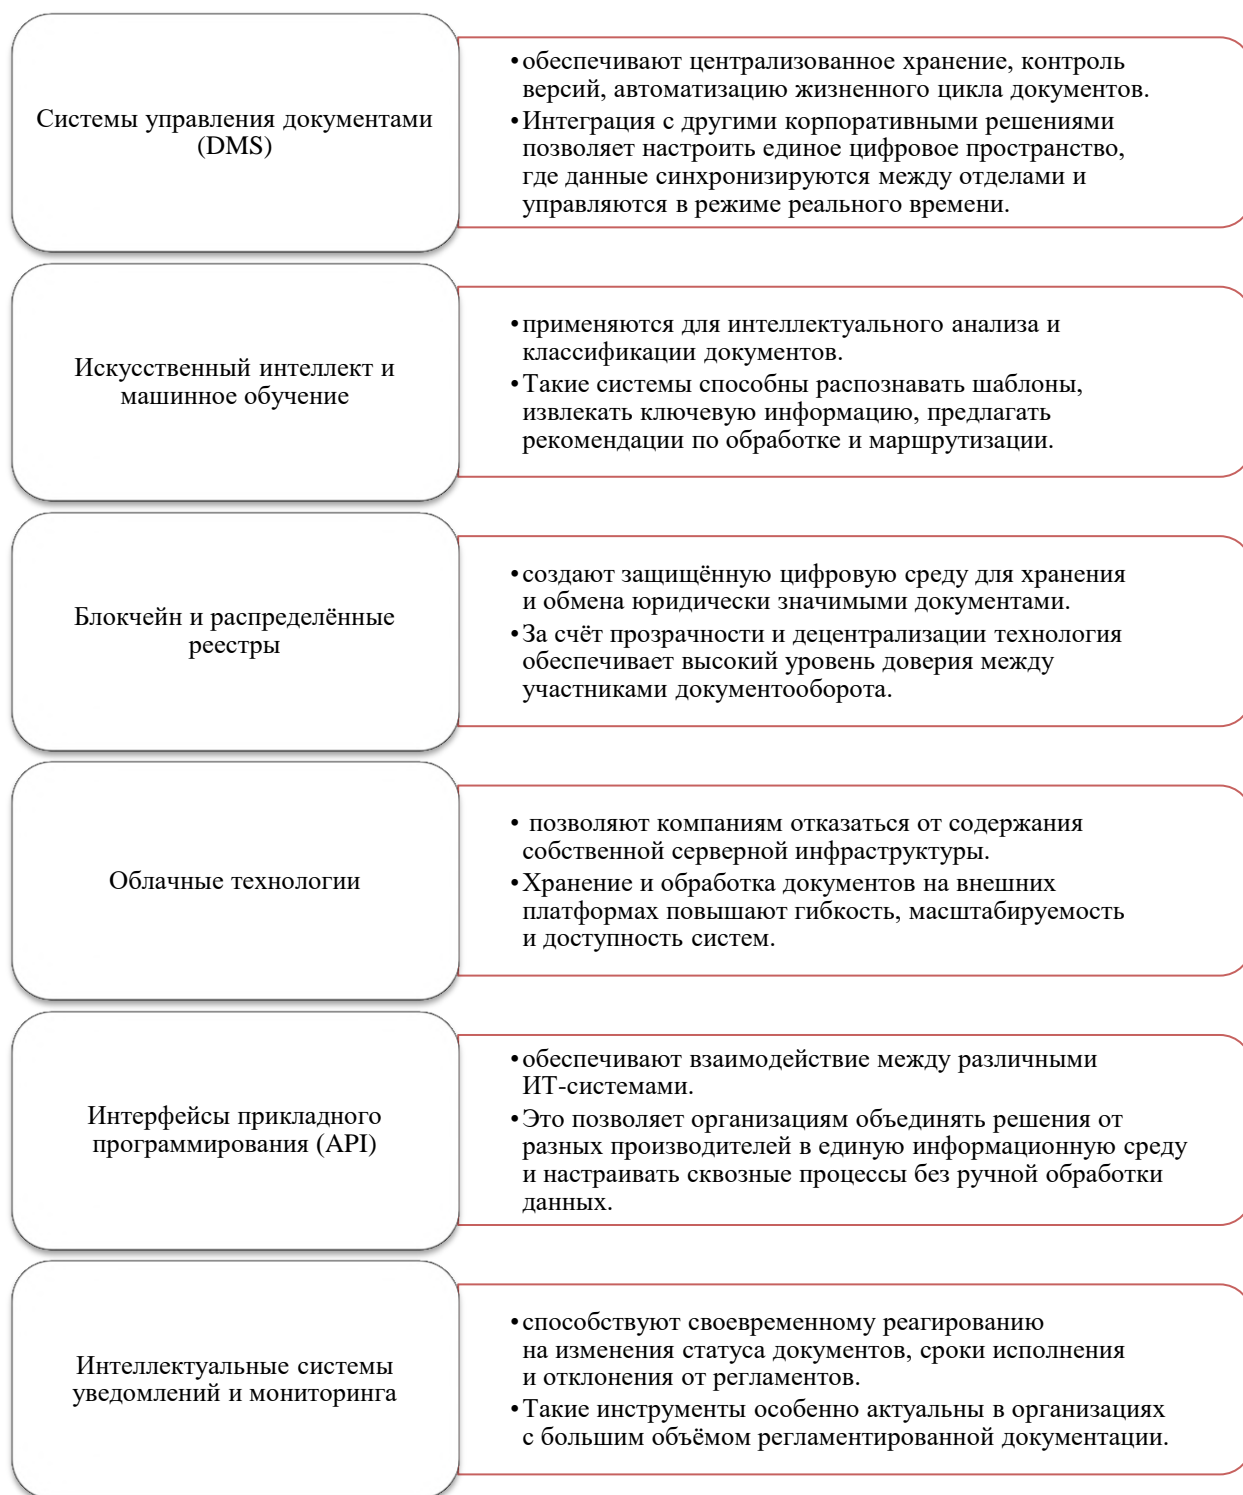 Системы управления документами
(DMS)
•обеспечивают централизованное хранение, контроль
версий, автоматизацию жизненного цикла документов.
•Интеграция с другими корпоративными решениями
позволяет настроить единое цифровое пространство,
где данные синхронизируются между отделами и
управляются в режиме реального времени.
Искусственный интеллект и
машинное обучение
•применяются для интеллектуального анализа и
классификации документов.
•Такие системы способны распознавать шаблоны,
извлекать ключевую информацию, предлагать
рекомендации по обработке и маршрутизации.
Блокчейн и распределённые
реестры
•создают защищённую цифровую среду для хранения
и обмена юридически значимыми документами.
•За счёт прозрачности и децентрализации технология
обеспечивает высокий уровень доверия между
участниками документооборота.
Облачные технологии
• позволяют компаниям отказаться от содержания
собственной серверной инфраструктуры.
•Хранение и обработка документов на внешних
платформах повышают гибкость, масштабируемость
и доступность систем.
Интерфейсы прикладного
программирования (API)
•обеспечивают взаимодействие между различными
ИТ-системами.
•Это позволяет организациям объединять решения от
разных производителей в единую информационную среду
и настраивать сквозные процессы без ручной обработки
данных.
Интеллектуальные системы
уведомлений и мониторинга
•способствуют своевременному реагированию
на изменения статуса документов, сроки исполнения
и отклонения от регламентов.
•Такие инструменты особенно актуальны в организациях
с большим объёмом регламентированной документации.